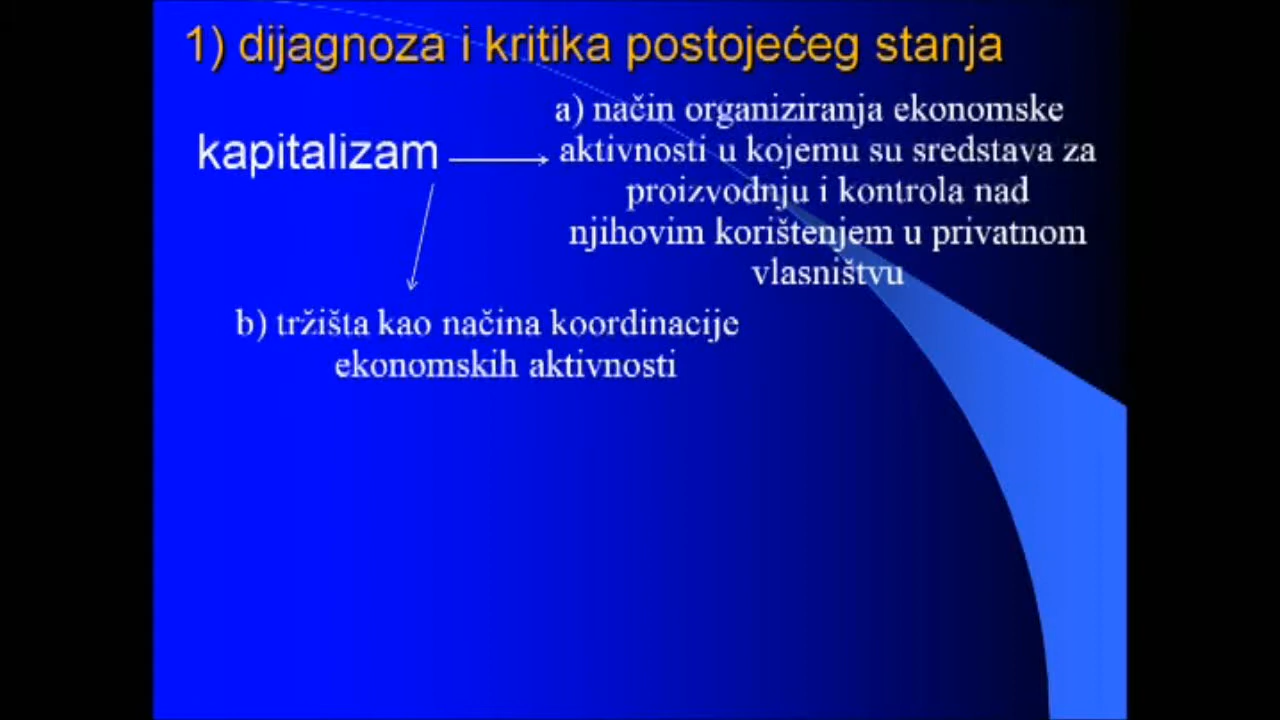 1) dijagnoza i kritika postojećeg stanja
kapitalizam
a) način organiziranja ekonomske
aktivnosti u kojemu su sredstava za
proizvodnju i kontrola nad
njihovim korištenjem u privatnom
vlasništvu
b) tržišta kao načina koordinacije
ekonomskih aktivnosti